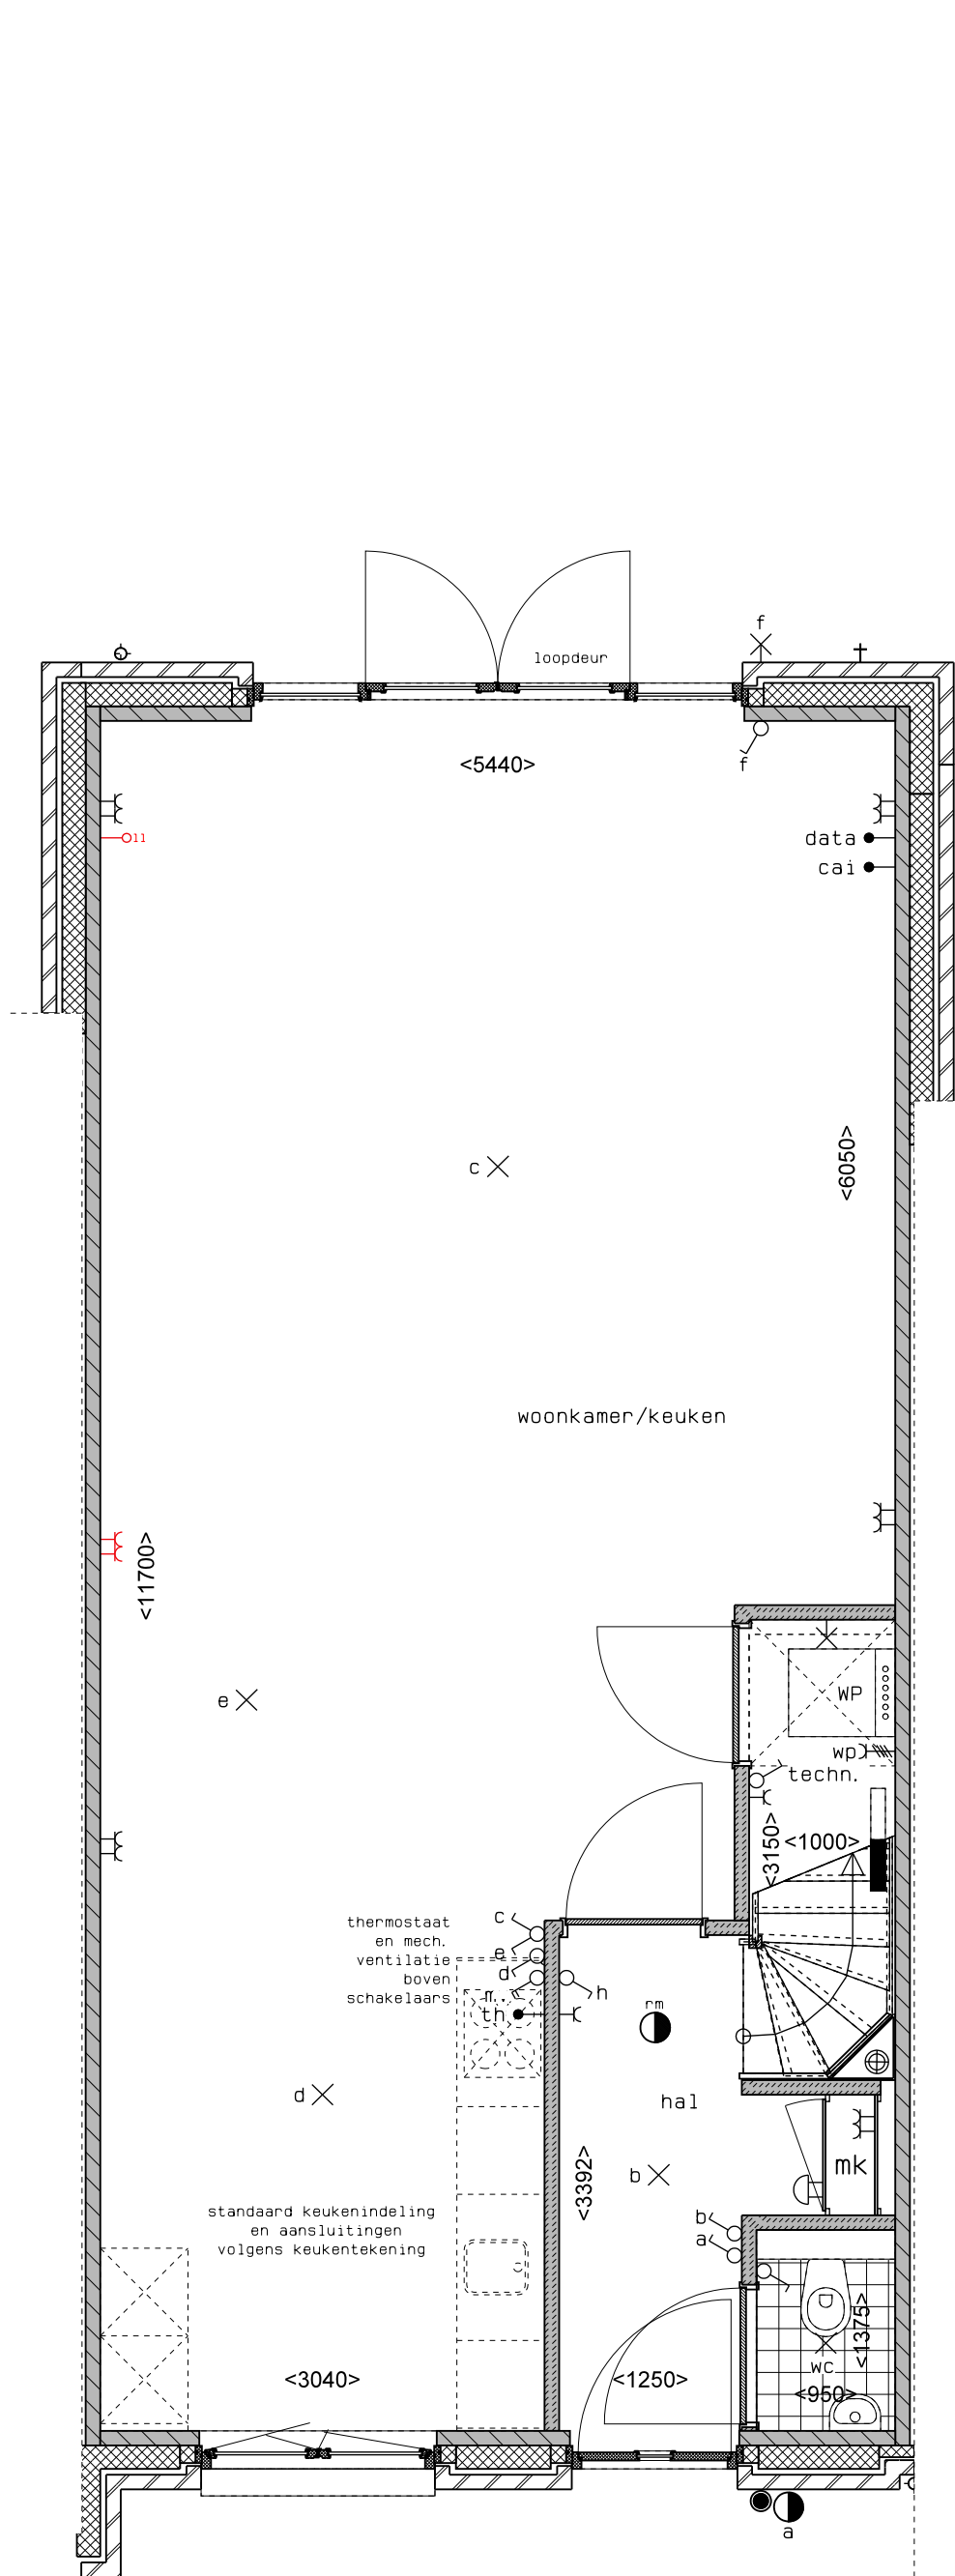 f
loopdeur
<5440>
f
11
data
cai
<6050>
c
woonkamer/keuken
<11700>
e
WP
wp
techn.
<3150>
<1000>
thermostaat
en mech.
ventilatie
boven
schakelaars
c
e
d
h
th
rm
d
hal
mk
<3392>
b
standaard keukenindeling
en aansluitingen
volgens keukentekening
b
a
<1375>
wc
<3040>
<1250>
<950>
a